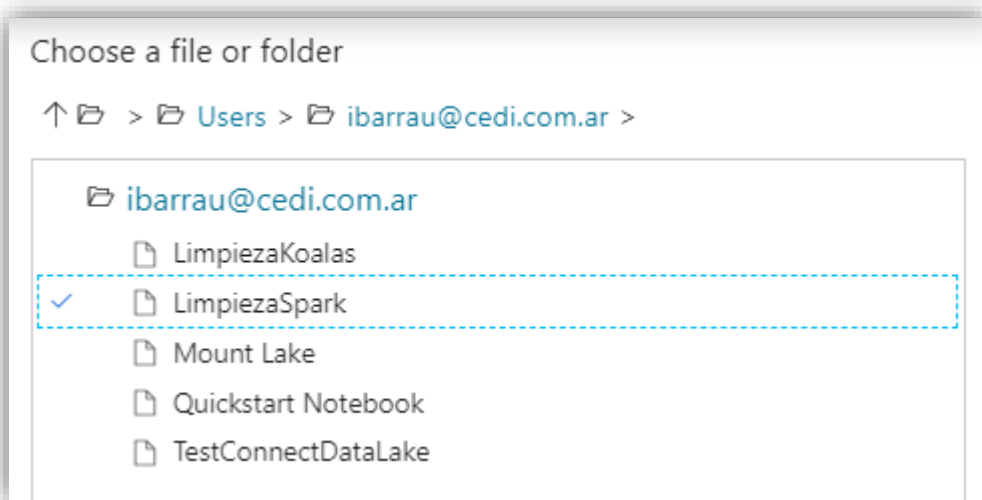 Choose a file or folder
> Users > ibarrau@cedi.com.ar >
ibarrau@cedi.com.ar
LimpiezaKoalas
LimpiezaSpark
Mount Lake
Quickstart Notebook
TestConnectDataLake